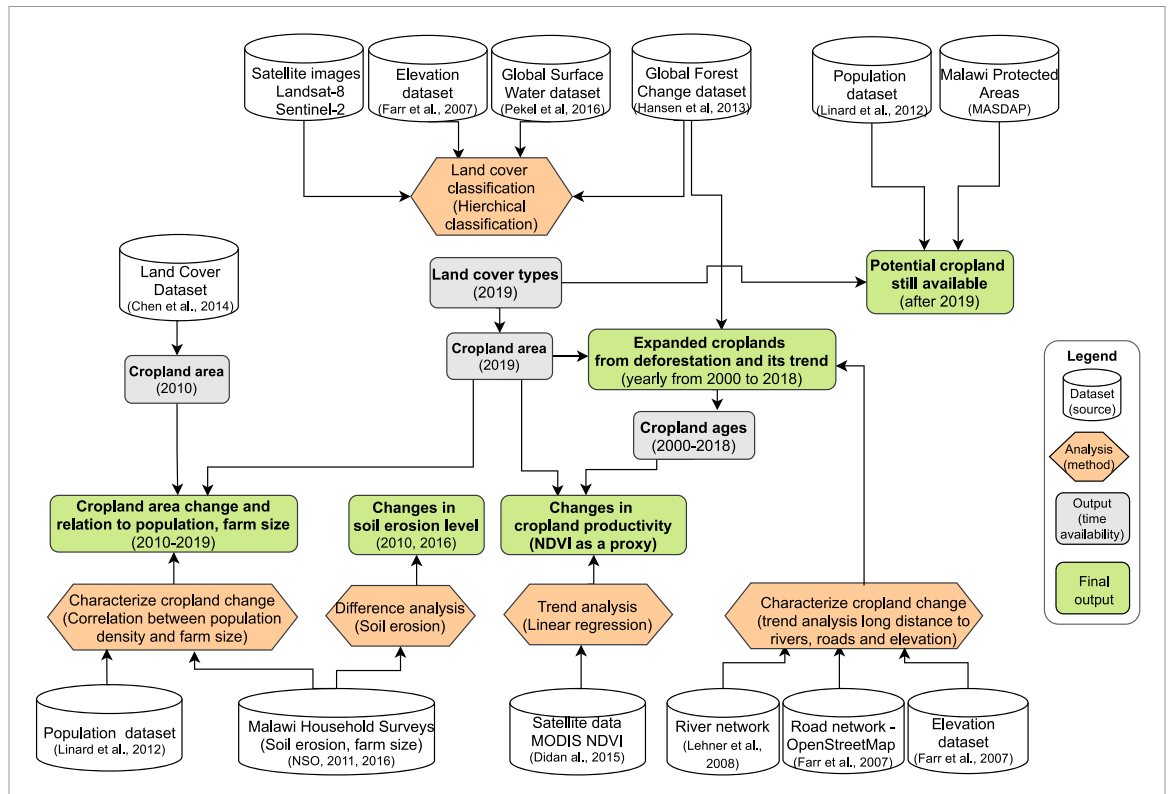 Satellite images
Landsat-8
Sentinel-2
Elevation
dataset
(Farr et al., 2007)
Global Surface
Water dataset
(Pekel et al, 2016)
Global Forest
Change dataset
(Hansen et al, 2013)
Population
dataset
(Linard et al., 2012)
Malawi Protected
Areas
(MASDAP)
Land cover
classification
(Hierchical
classification)
Land Cover
Dataset
(Chen et al., 2014)
Land cover types
(2019)
Potential cropland
still available
(after 2019)
Cropland area
(2010)
Cropland area
(2019)
Expanded croplands
from deforestation and its trend
(yearly from 2000 to 2018)
Cropland ages
(2000-2018)
Legend
Dataset
(source)
Analysis
(method)
Output
(time
availability)
Final
output
Cropland area change and
relation to population, farm size
(2010-2019)
Changes in
soil erosion level
(2010, 2016)
Changes in
cropland productivity
(NDVI as a proxy)
Characterize cropland change
(Correlation between population
density and farm size)
Difference analysis
(Soil erosion)
Trend analysis
(Linear regression)
Characterize cropland change
(trend analysis long distance to
rivers, roads and elevation)
Population dataset
(Linard et al., 2012)
Malawi Household Surveys
(Soil erosion, farm size)
(NSO, 2011, 2016)
Satellite data
MODIS NDVI
(Didan al., 2015)
River network
(Lehner et al.,
2008)
Road network -
OpenStreetMap
(Farr et al., 2007)
Elevation
dataset
(Farr et al., 2007)